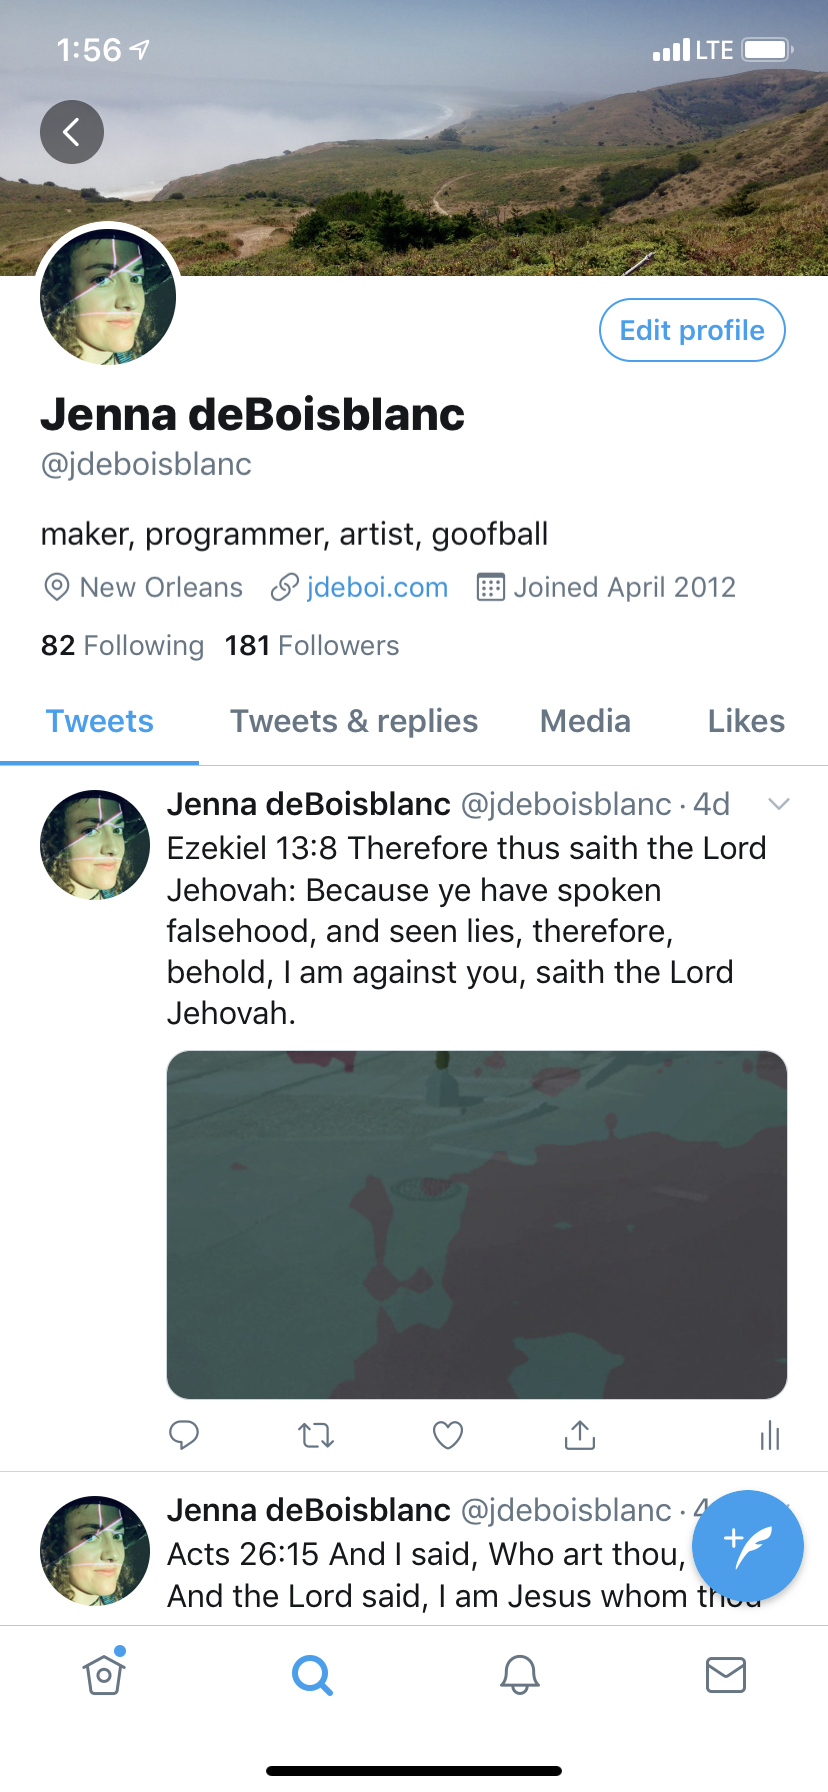 1:56 LTE
Edit profile
Jenna deBoisblanc
@jdeboisblanc
maker, programmer, artist, goofball
New Orleans jdeboi.com Joined April 2012
82 Following 181 Followers
Tweets Tweets & replies Media Likes
Jenna deBoisblanc @jdeboisblanc · 4d
Ezekiel 13:8 Therefore thus saith the Lord
Jehovah: Because ye have spoken
falsehood, and seen lies, therefore,
behold, I am against you, saith the Lord
Jehovah.
Jenna deBoisblanc @jdeboisblanc ·
Acts 26:15 And I said, Who art thou,
And the Lord said, I am Jesus whom thou